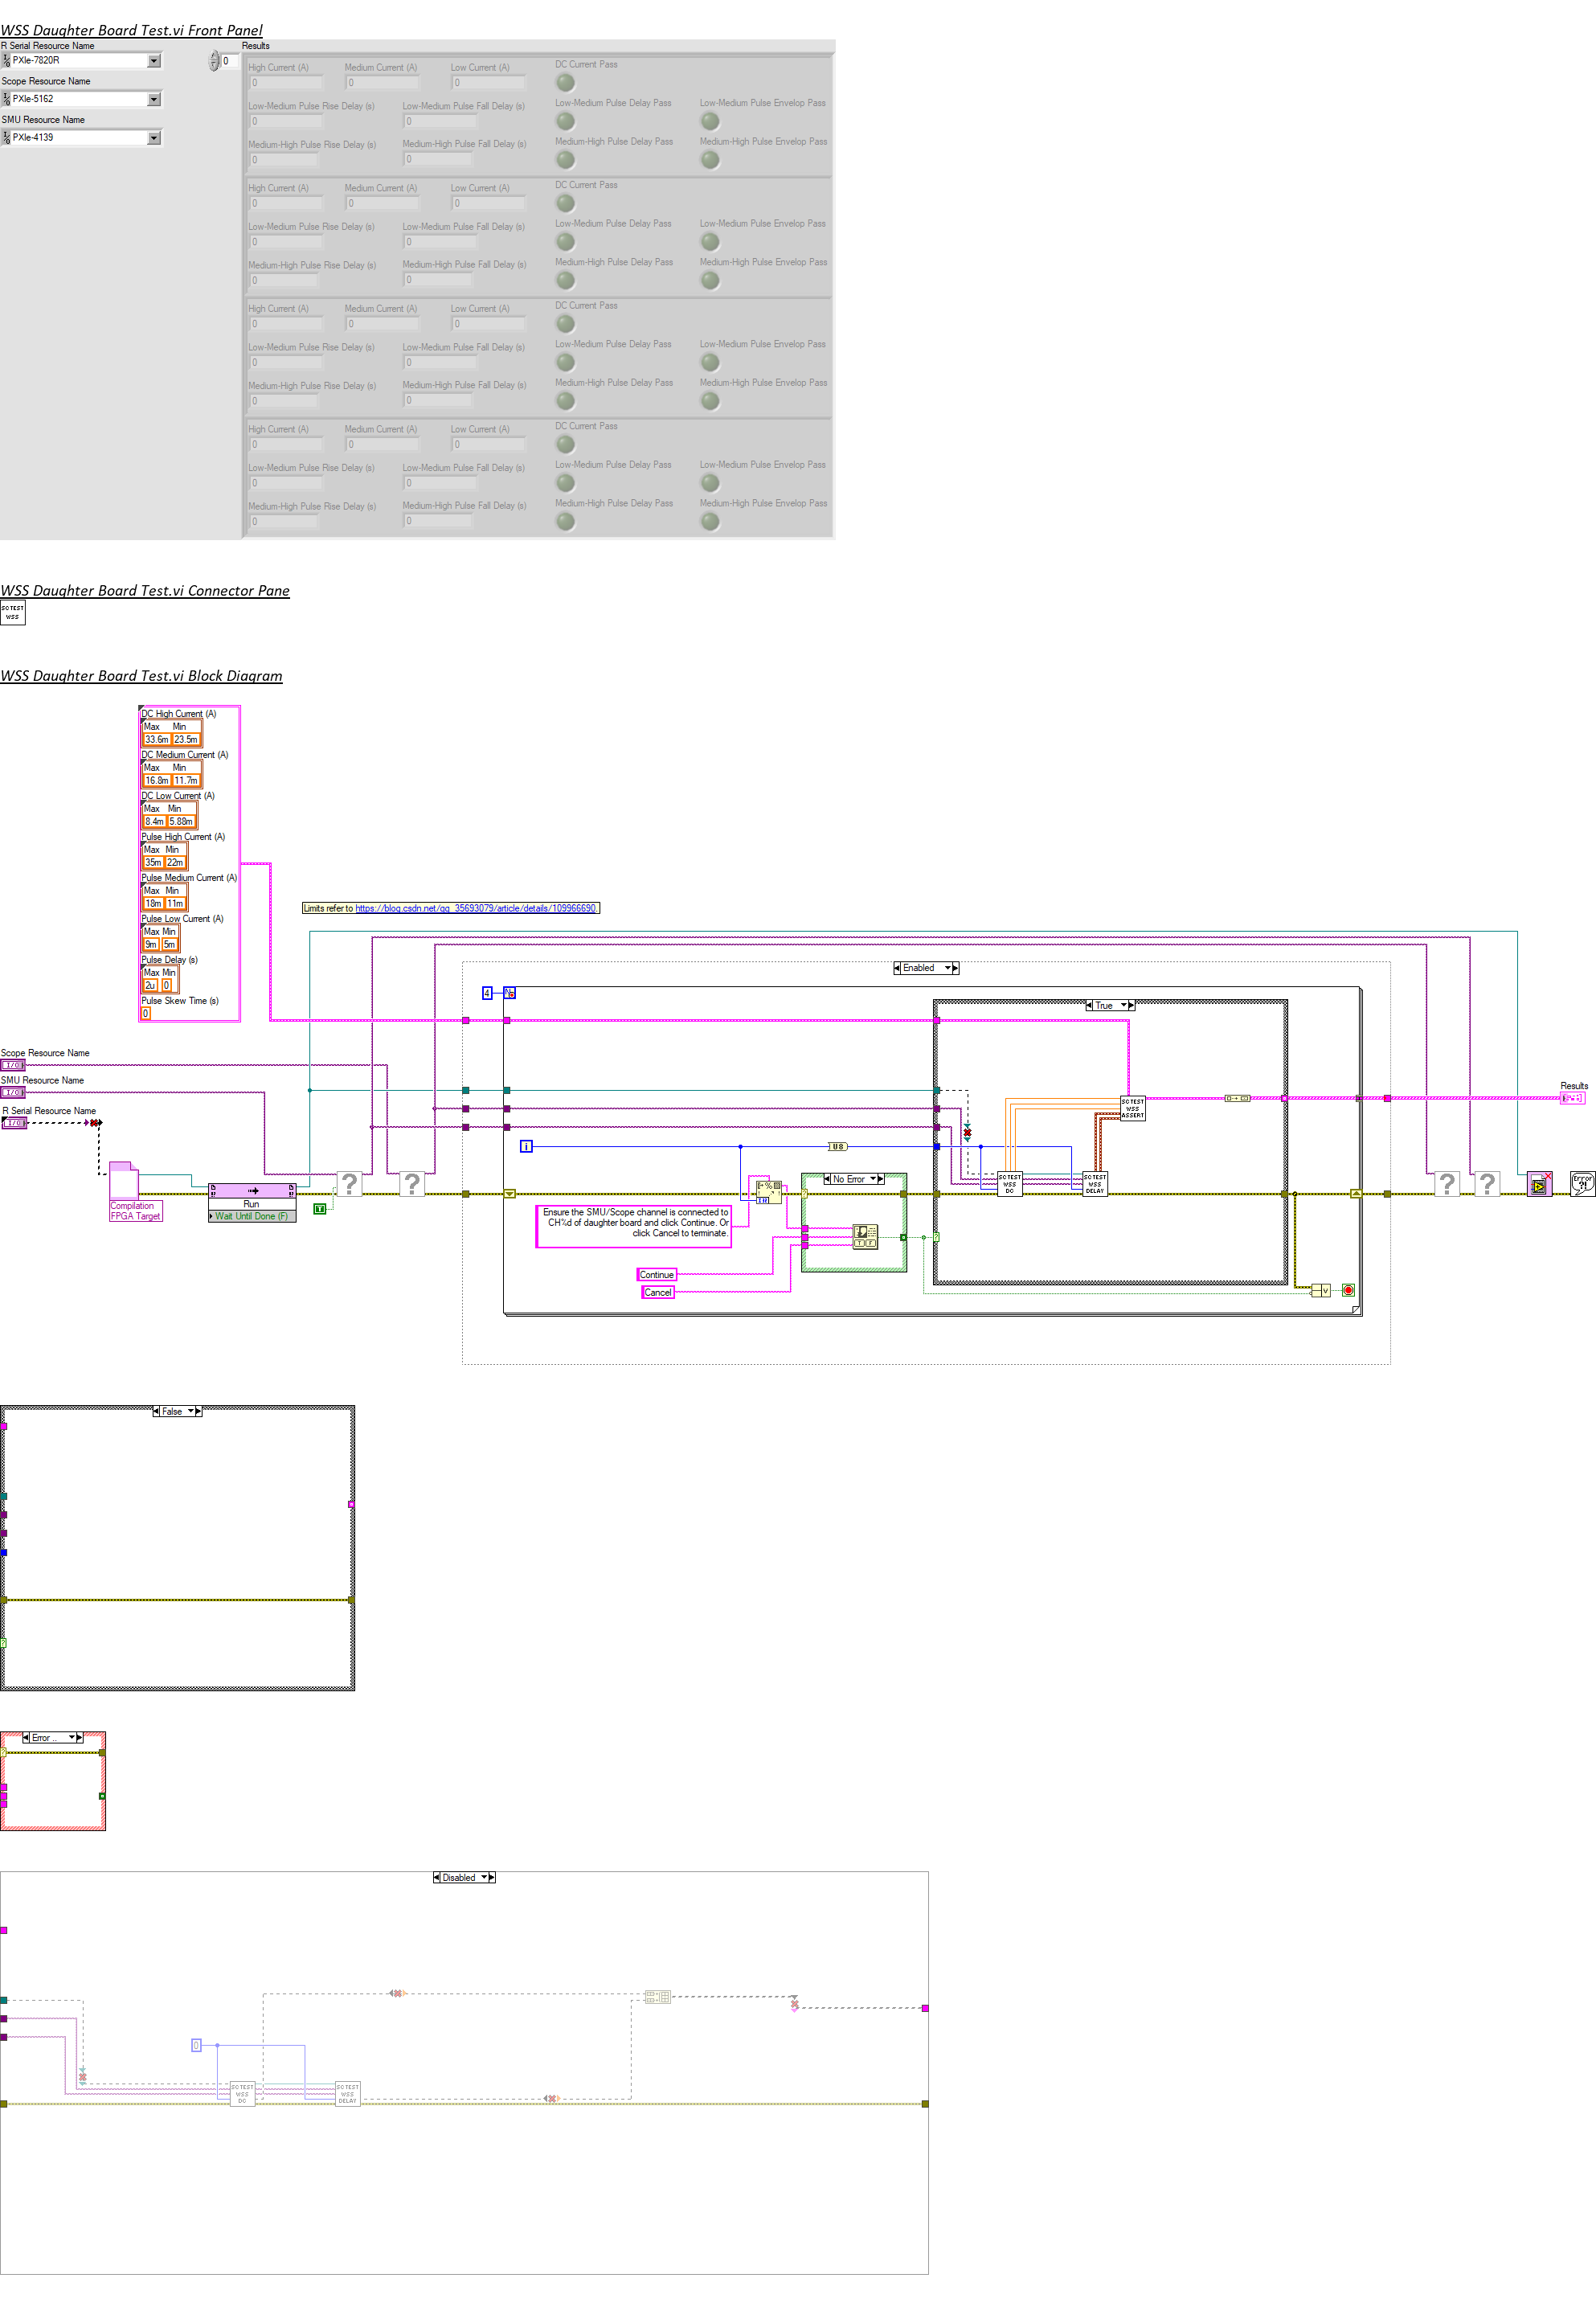 WSS Daughter Board Test.vi Front Panel
R Serial Resource Name
PXIe-7820R
Scope Resource Name
PXIe-5162
SMU Resource Name
PXIe-4139
0
Results
High Current (A) Medium Current (A) Low Current (A) DC Current Pass
0 0 0
Low-Medium Pulse Rise Delay (s) Low-Medium Pulse Fall Delay (s) Low-Medium Pulse Delay Pass Low-Medium Pulse Envelop Pass
0 0
Medium-High Pulse Rise Delay (s) Medium-High Pulse Fall Delay (s) Medium-High Pulse Delay Pass Medium-High Pulse Envelop Pass
0 0
High Current (A) Medium Current (A) Low Current (A) DC Current Pass
0 0 0
Low-Medium Pulse Rise Delay (s) Low-Medium Pulse Fall Delay (s) Low-Medium Pulse Delay Pass Low-Medium Pulse Envelop Pass
0 0
Medium-High Pulse Rise Delay (s) Medium-High Pulse Fall Delay (s) Medium-High Pulse Delay Pass Medium-High Pulse Envelop Pass
0 0
High Current (A) Medium Current (A) Low Current (A) DC Current Pass
0 0 0
Low-Medium Pulse Rise Delay (s) Low-Medium Pulse Fall Delay (s) Low-Medium Pulse Delay Pass Low-Medium Pulse Envelop Pass
0 0
Medium-High Pulse Rise Delay (s) Medium-High Pulse Fall Delay (s) Medium-High Pulse Delay Pass Medium-High Pulse Envelop Pass
0 0
High Current (A) Medium Current (A) Low Current (A) DC Current Pass
0 0 0
Low-Medium Pulse Rise Delay (s) Low-Medium Pulse Fall Delay (s) Low-Medium Pulse Delay Pass Low-Medium Pulse Envelop Pass
0 0
Medium-High Pulse Rise Delay (s) Medium-High Pulse Fall Delay (s) Medium-High Pulse Delay Pass Medium-High Pulse Envelop Pass
0 0
WSS Daughter Board Test.vi Connector Pane
SC TEST
WSS
WSS Daughter Board Test.vi Block Diagram
DC High Current (A)
Max Min
33.6m 23.5m
DC Medium Current (A)
Max Min
16.8m 11.7m
DC Low Current (A)
Max Min
8.4m 5.88m
Pulse High Current (A)
Max Min
35m 22m
Pulse Medium Current (A)
Max Min
18m 11m
Pulse Low Current (A)
Max Min
9m 5m
Pulse Delay (s)
Max Min
2u 0
Pulse Skew Time (s)
0
Limits refer to https://blog.csdn.net/qq_35693079/article/details/109966690.
Enabled
4
N
True
Scope Resource Name
I/O
SMU Resource Name
I/O
R Serial Resource Name
I/O
Results
SC TEST
WSS
ASSERT
i
U8
No Error
SC TEST
WSS
DC
SC TEST
WSS
DELAY
Compilation
FPGA Target
Run
Wait Until Done (F)
T
?
?
?
?
Error
?!
Ensure the SMU/Scope channel is connected to
CH%d of daughter board and click Continue. Or
click Cancel to terminate.
Continue
Cancel
False
Error ..
Disabled
0
SC TEST
WSS
DC
SC TEST
WSS
DELAY